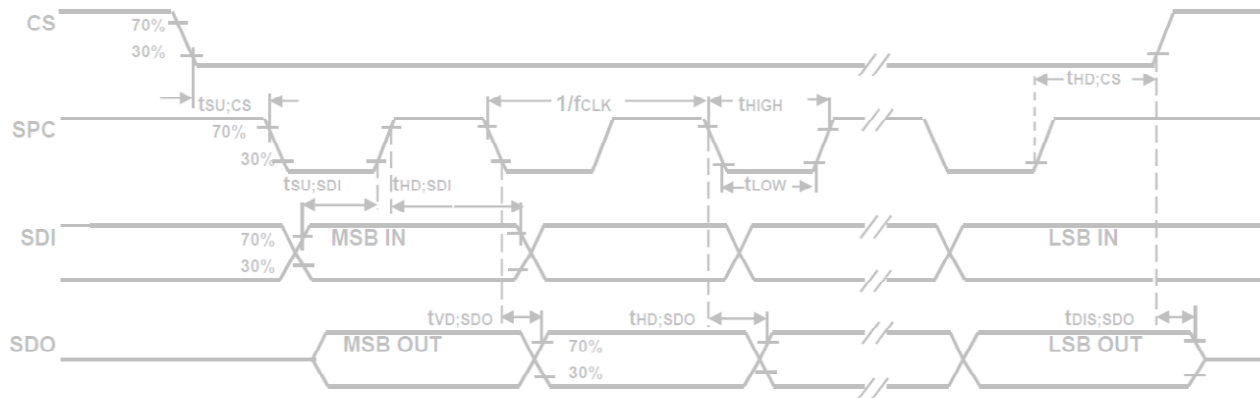 CS
70%
30%
tHD;CS
tSU;CS
1/fCLK
tHIGH
SPC
70%
30%
tSU;SDI
tHD;SDI
tLOW
SDI
70%
MSB IN
LSB IN
30%
tVD;SDO
tHD;SDO
tDIS;SDO
SDO
MSB OUT
70%
LSB OUT
30%